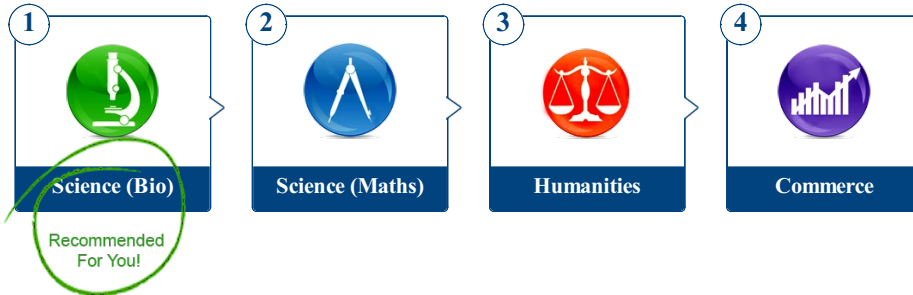 1
2
3
4
Science (Bio)
Science (Maths)
Humanities
Commerce
Recommended
For You!